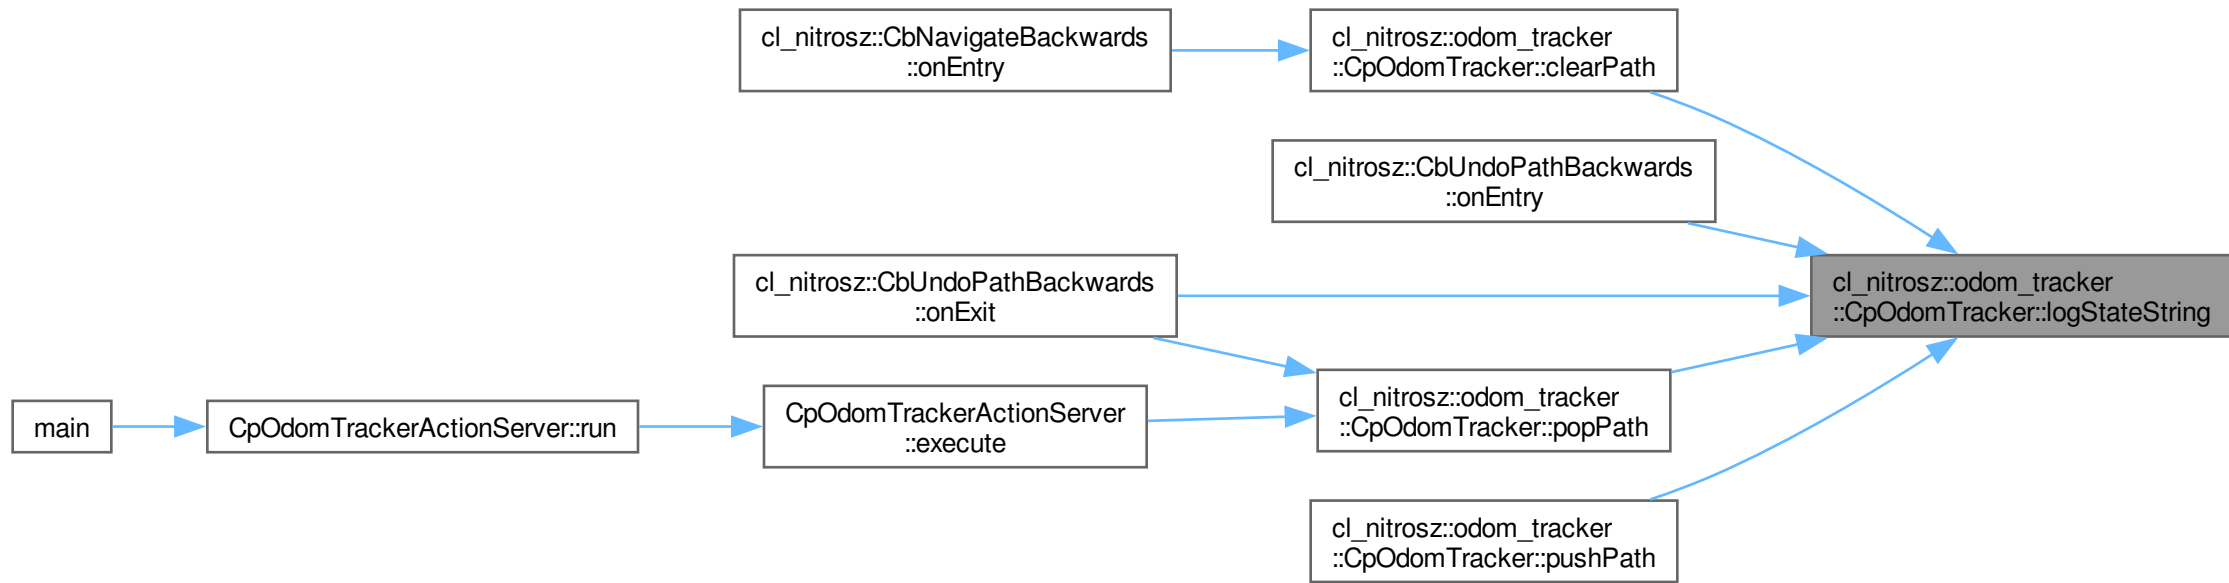 cl_nitrosz::CbNavigateBackwards
::onEntry
cl_nitrosz::odom_tracker
::CpOdomTracker::clearPath
cl_nitrosz::CbUndoPathBackwards
::onEntry
cl_nitrosz::CbUndoPathBackwards
::onExit
cl_nitrosz::odom_tracker
::CpOdomTracker::logStateString
main
CpOdomTrackerActionServer::run
CpOdomTrackerActionServer
::execute
cl_nitrosz::odom_tracker
::CpOdomTracker::popPath
cl_nitrosz::odom_tracker
::CpOdomTracker::pushPath